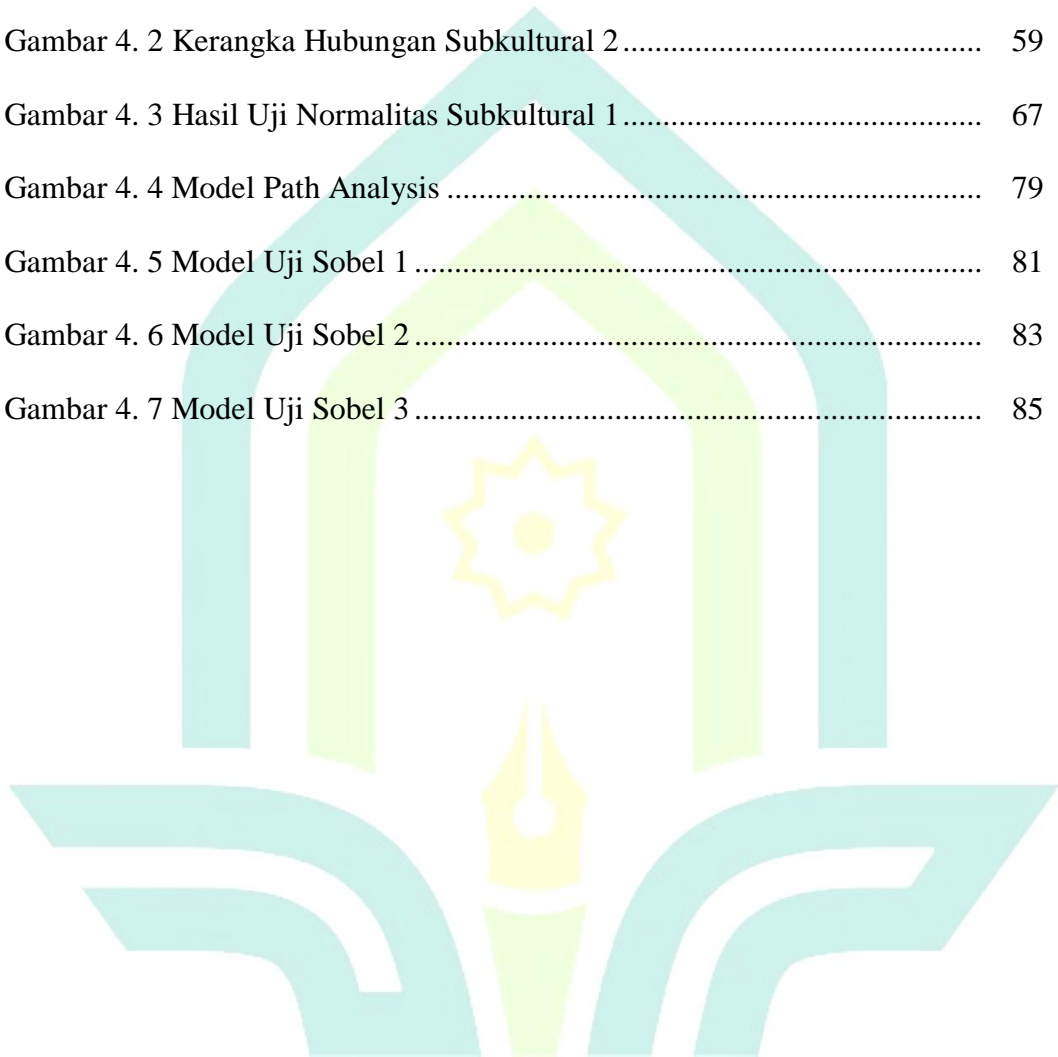 Gambar 4. 2 Kerangka Hubungan Subkultural 2............................................ 59
Gambar 4. 3 Hasil Uji Normalitas Subkultural 1............................................ 67
Gambar 4. 4 Model Path Analysis ................................................................. 79
Gambar 4. 5 Model Uji Sobel 1 ..................................................................... 81
Gambar 4. 6 Model Uji Sobel 2 ..................................................................... 83
Gambar 4. 7 Model Uji Sobel 3 ..................................................................... 85